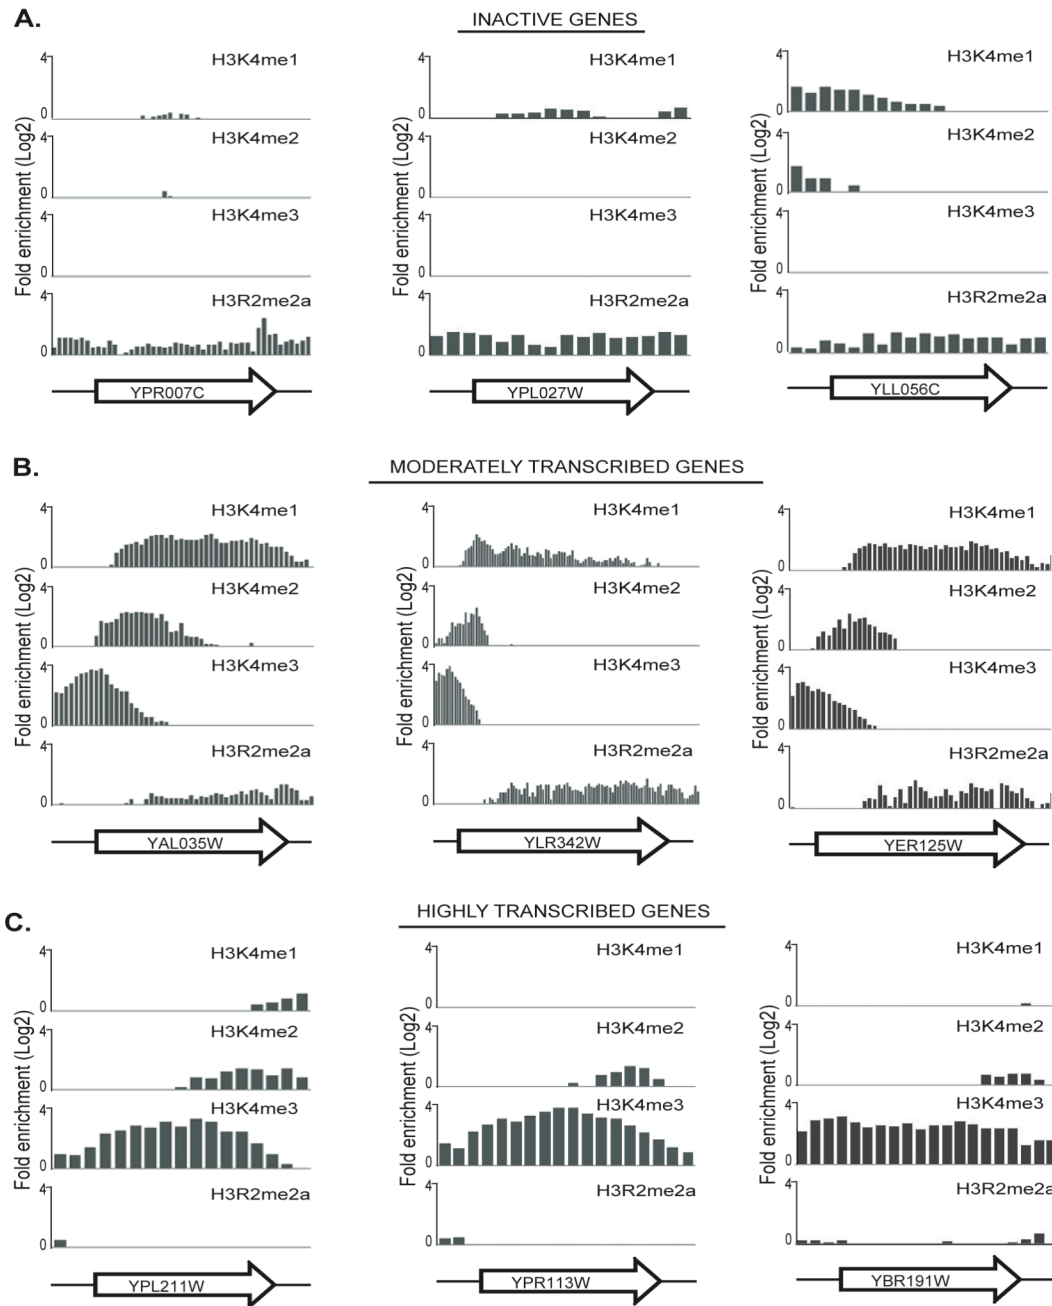 A.
INACTIVE GENES
4
H3K4me1
0
4
H3K4me2
0
4
H3K4me3
0
4
H3R2me2a
0
Fold enrichment (Log2)
YPR007C
4
H3K4me1
0
4
H3K4me2
0
4
H3K4me3
0
4
H3R2me2a
0
Fold enrichment (Log2)
YPL027W
4
H3K4me1
0
4
H3K4me2
0
4
H3K4me3
0
4
H3R2me2a
0
Fold enrichment (Log2)
YLL056C
B.
MODERATELY TRANSCRIBED GENES
4
H3K4me1
0
4
H3K4me2
0
4
H3K4me3
0
4
H3R2me2a
0
Fold enrichment (Log2)
YAL035W
4
H3K4me1
0
4
H3K4me2
0
4
H3K4me3
0
4
H3R2me2a
0
Fold enrichment (Log2)
YLR342W
4
H3K4me1
0
4
H3K4me2
0
4
H3K4me3
0
4
H3R2me2a
0
Fold enrichment (Log2)
YER125W
C.
HIGHLY TRANSCRIBED GENES
4
H3K4me1
0
4
H3K4me2
0
4
H3K4me3
0
4
H3R2me2a
0
Fold enrichment (Log2)
YPL211W
4
H3K4me1
0
4
H3K4me2
0
4
H3K4me3
0
4
H3R2me2a
0
Fold enrichment (Log2)
YPR113W
4
H3K4me1
0
4
H3K4me2
0
4
H3K4me3
0
4
H3R2me2a
0
Fold enrichment (Log2)
YBR191W